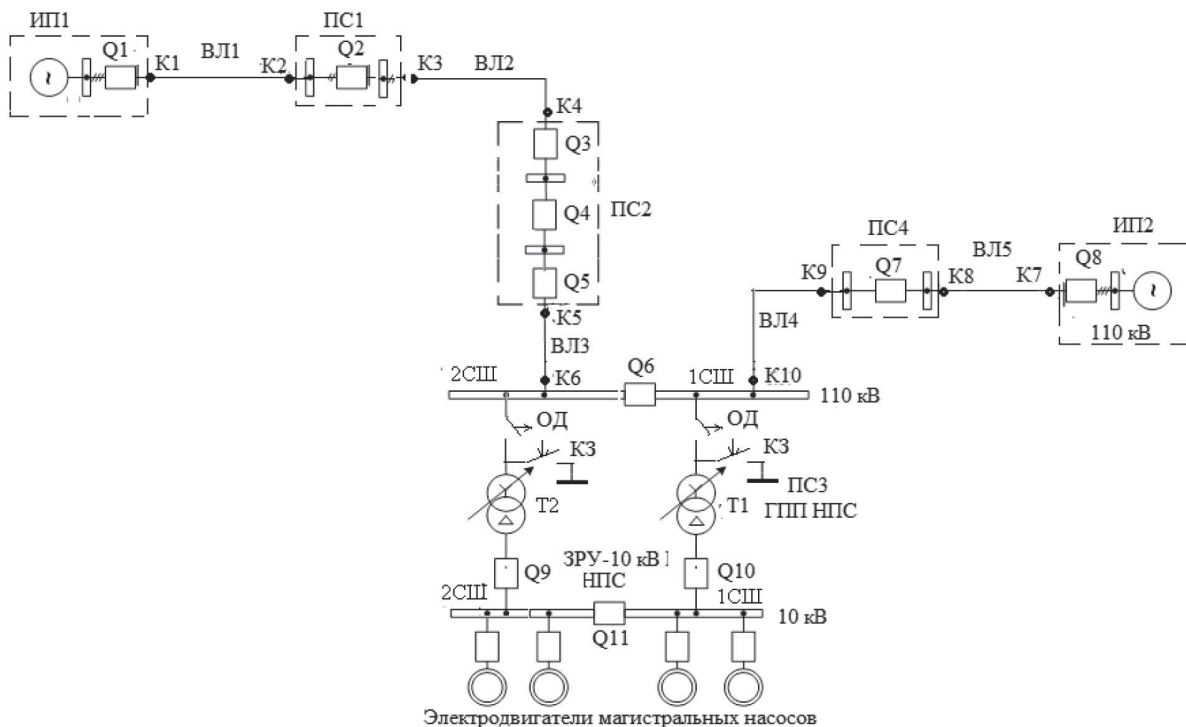 ИП1
Q1
К1
ВЛ1
К2
ПС1
Q2
К3
ВЛ2
К4
Q3
Q4
ПС2
Q5
К5
ВЛ3
К6
2СШ
Q6
1СШ
К10
110 кВ
ВЛ4
К9
ПС4
Q7
К8
ВЛ5
К7
ИП2
Q8
110 кВ
~
~
ОД
КЗ
Т2
ОД
КЗ
Т1
ПС3
ГПП НПС
Q9
ЗРУ-10 кВ
НПС
Q10
2СШ
1СШ
10 кВ
Q11
Электродвигатели магистральных насосов